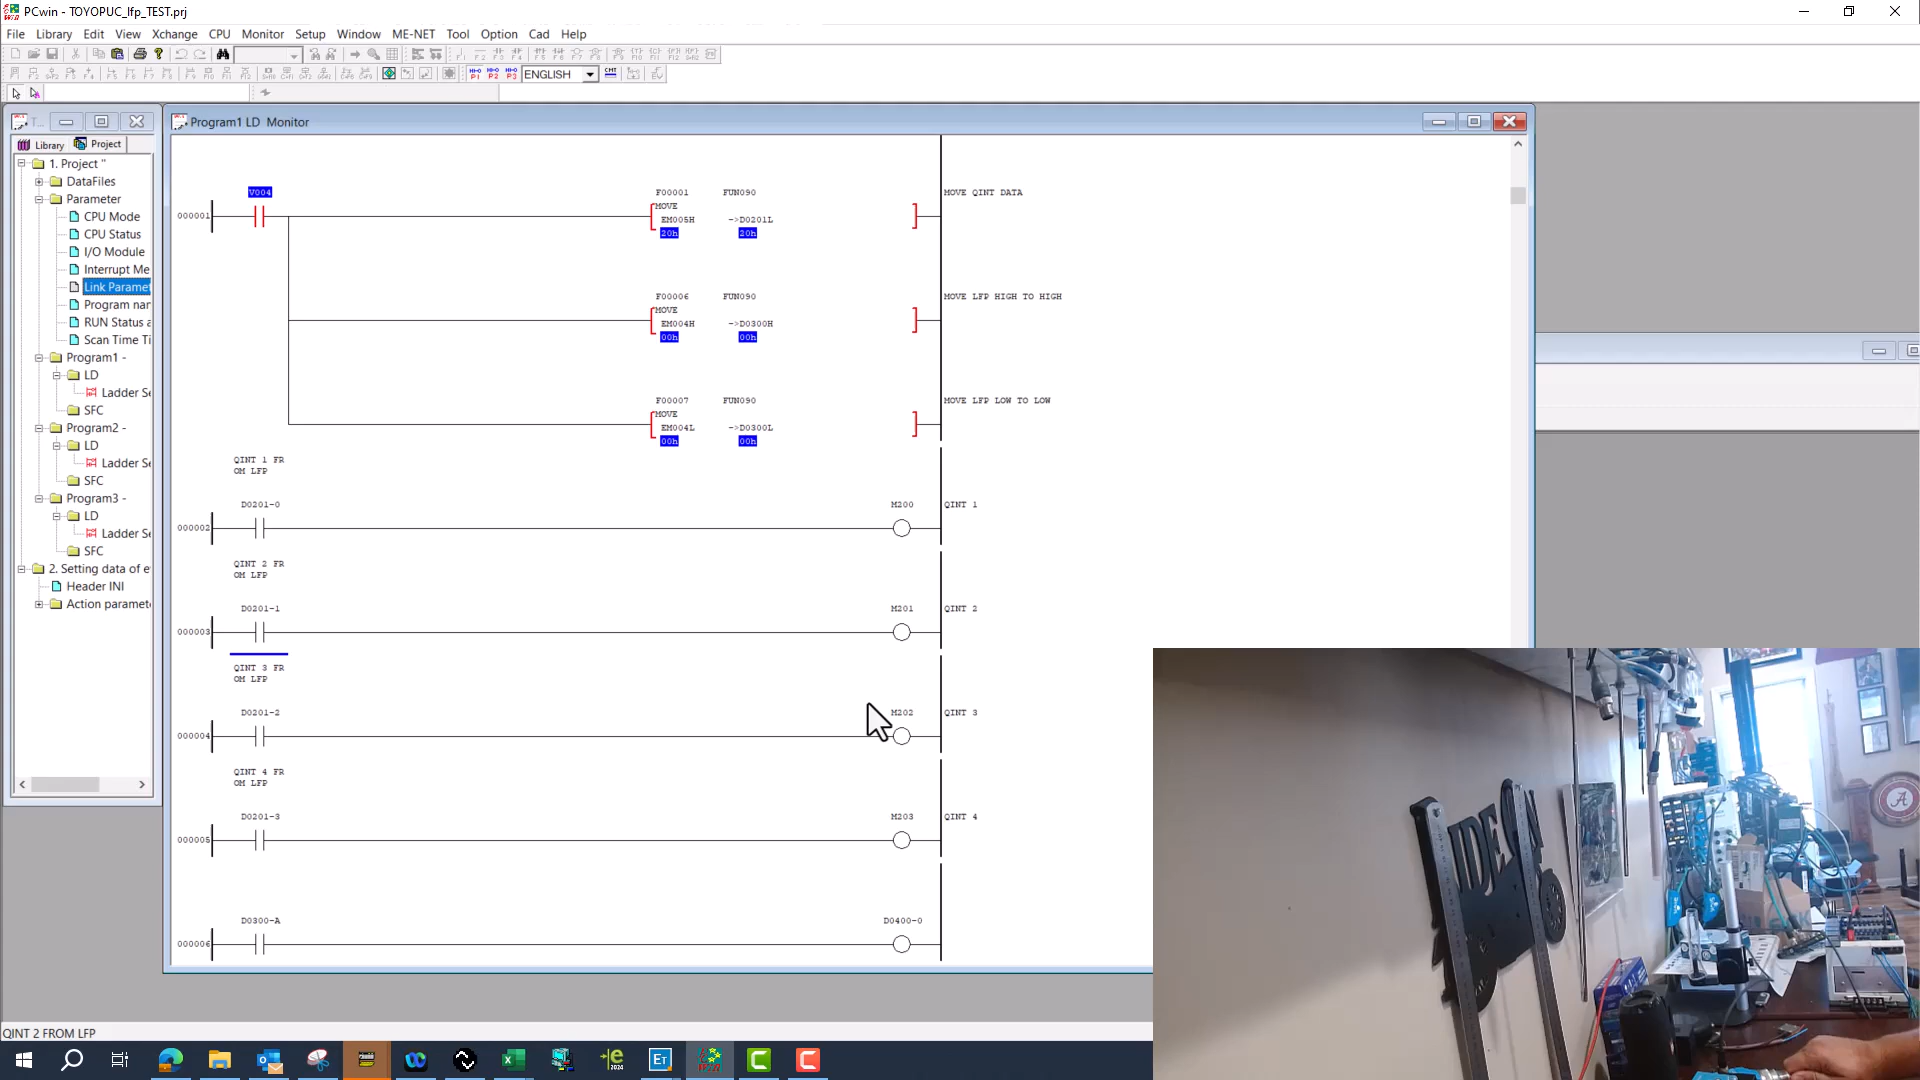 PCwin - TOYOPUC_lfp_TEST.prj
File Library Edit View Xchange CPU Monitor Setup Window ME-NET Tool Option Cad Help
ENGLISH
Program1 LD Monitor
Library Project
1. Project "
DataFiles
Parameter
CPU Mode
CPU Status
I/O Module
Interrupt Me
Link Paramet
Program nar
RUN Status a
Scan Time Ti
Program1 -
LD
Ladder Se
SFC
Program2 -
LD
Ladder Se
SFC
Program3 -
LD
Ladder Se
SFC
2. Setting data of e
Header INI
Action paramet
V004 F00001 FUN090 MOVE QINT DATA
MOVE
000001 EM005H ->D0201L
20h 20h
F00006 FUN090 MOVE LFP HIGH TO HIGH
MOVE
EM004H ->D0300H
00h 00h
F00007 FUN090 MOVE LFP LOW TO LOW
MOVE
EM004L ->D0300L
00h 00h
QINT 1 FR
OM LFP
D0201-0 M200 QINT 1
000002
QINT 2 FR
OM LFP
D0201-1 M201 QINT 2
000003
QINT 3 FR
OM LFP
D0201-2 M202 QINT 3
000004
QINT 4 FR
OM LFP
D0201-3 M203 QINT 4
000005
D0300-A D0400-0
000006
QINT 2 FROM LFP